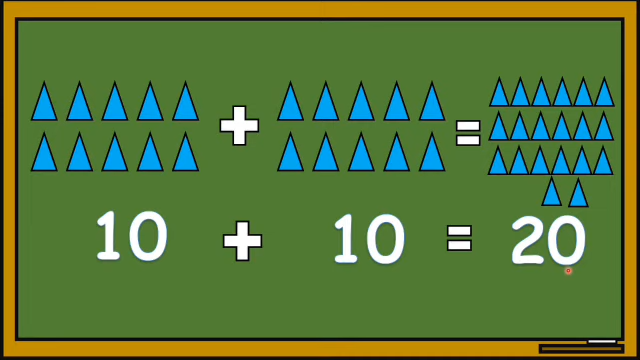 + =
10 + 10 = 20